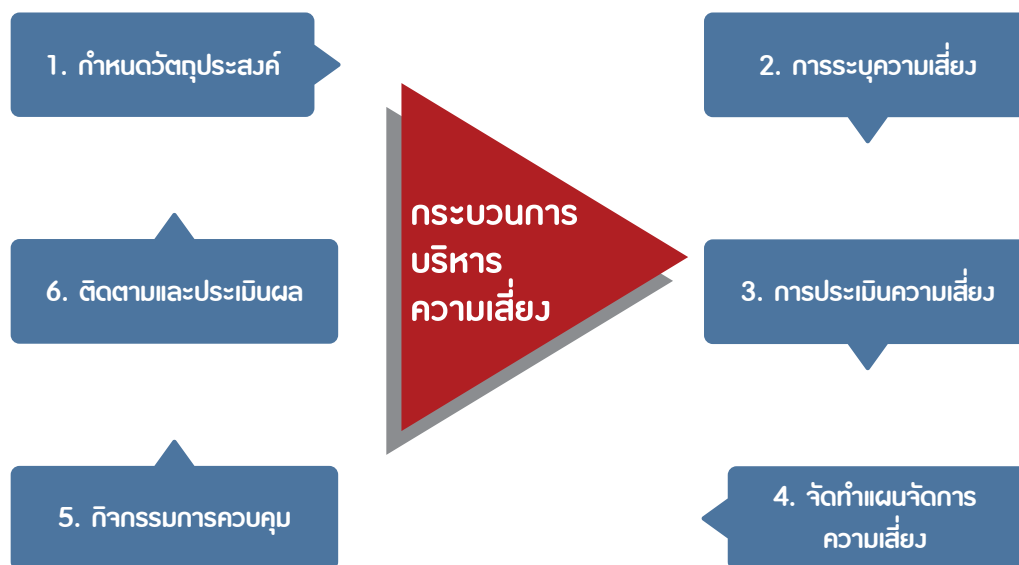 1. กำหนดวัตถุประสงค์
2. การระบุความเสี่ยง
กระบวนการ
บริหาร
ความเสี่ยง
6. ติดตามและประเมินผล
3. การประเมินความเสี่ยง
5. กิจกรรมการควบคุม
4. จัดทำแผนจัดการ
ความเสี่ยง